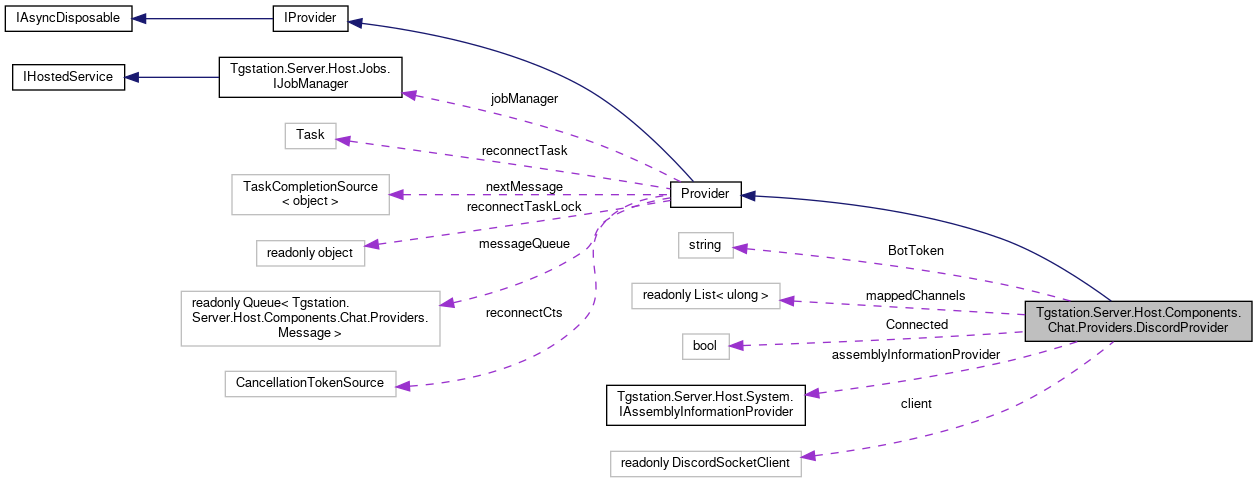 IAsyncDisposable
IProvider
IHostedService
Tgstation.Server.Host.Jobs.
IJobManager
jobManager
Task
reconnectTask
TaskCompletionSource
< object >
nextMessage
Provider
reconnectTaskLock
readonly object
messageQueue
string
BotToken
readonly Queue< Tgstation.
Server.Host.Components.Chat.Providers.
Message >
reconnectCts
readonly List< ulong >
mappedChannels
Tgstation.Server.Host.Components.
Chat.Providers.DiscordProvider
bool
Connected
CancellationTokenSource
assemblyInformationProvider
Tgstation.Server.Host.System.
IAssemblyInformationProvider
client
readonly DiscordSocketClient